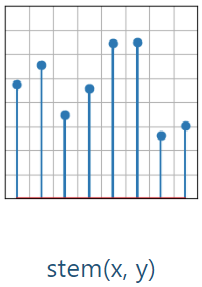 stem(x, y)